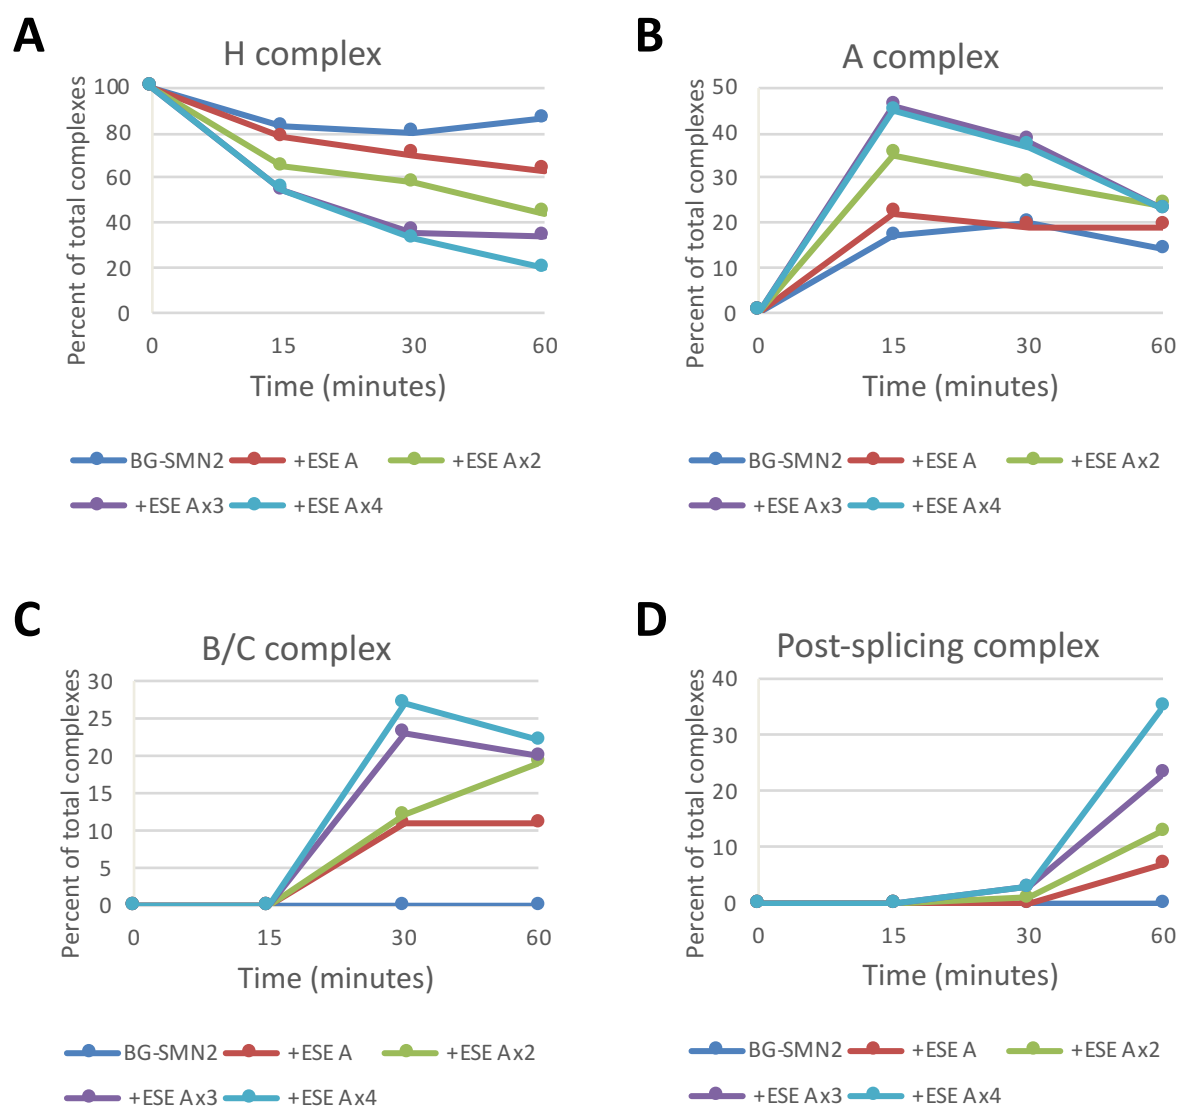 A
H complex
Percent of total complexes
100
80
60
40
20
0
0 15 30 60
Time (minutes)
BG-SMN2 +ESE A +ESE Ax2
+ESE Ax3 +ESE Ax4
B
A complex
Percent of total complexes
50
40
30
20
10
0
0 15 30 60
Time (minutes)
BG-SMN2 +ESE A +ESE Ax2
+ESE Ax3 +ESE Ax4
C
B/C complex
Percent of total complexes
30
25
20
15
10
5
0
0 15 30 60
Time (minutes)
BG-SMN2 +ESE A +ESE Ax2
+ESE Ax3 +ESE Ax4
D
Post-splicing complex
Percent of total complexes
40
30
20
10
0
0 15 30 60
Time (minutes)
BG-SMN2 +ESE A +ESE Ax2
+ESE Ax3 +ESE Ax4